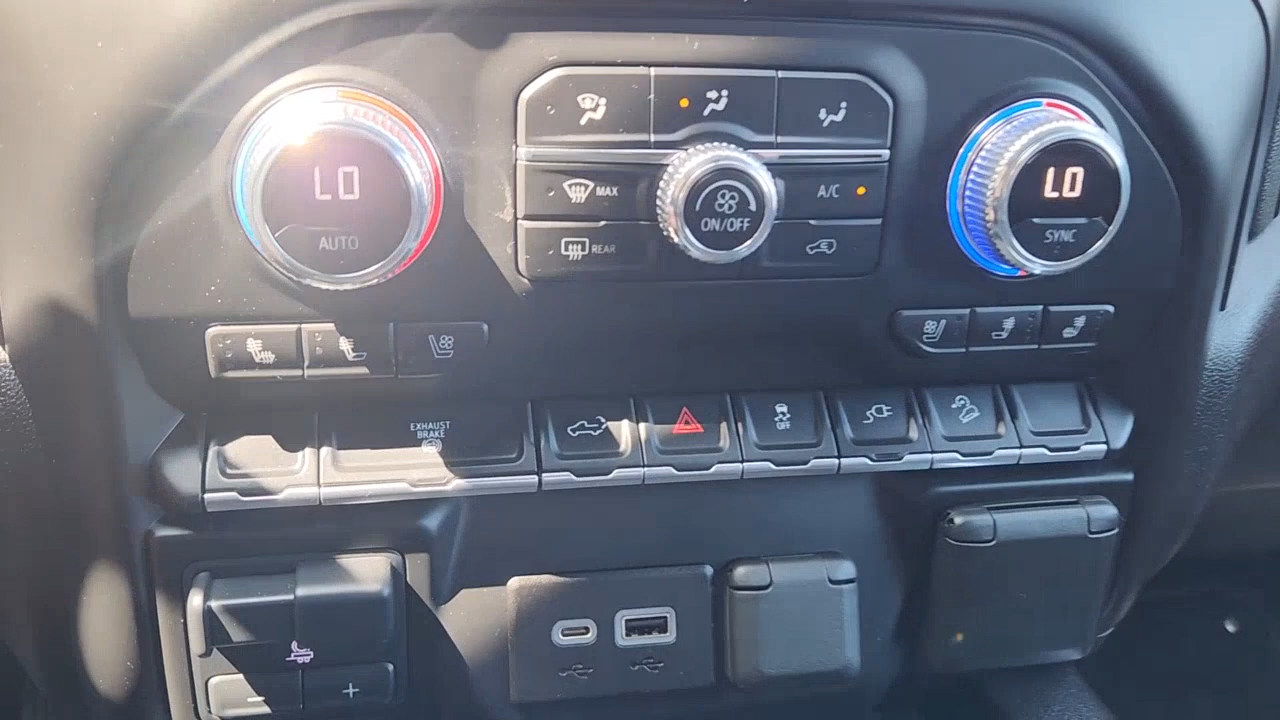 LO
AUTO
MAX
REAR
ON/OFF
A/C
LO
SYNC
EXHAUST
BRAKE
OFF
- +